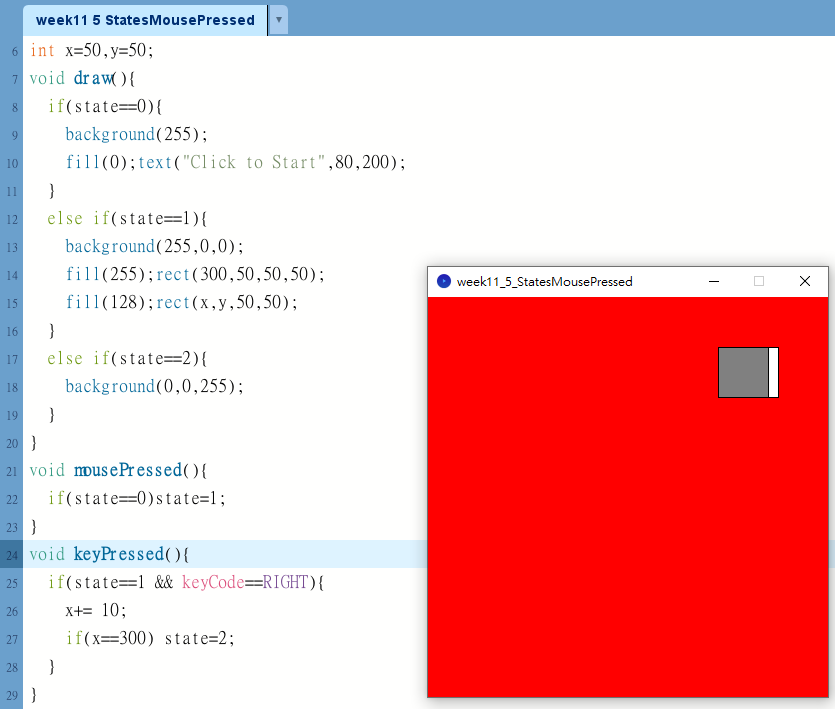 week11 5 StatesMousePressed
6 int x=50,y=50;
7 void draw(){
8 if(state==0){
9 background(255);
10 fill(0);text("Click to Start",80,200);
11 }
12 else if(state==1){
13 background(255,0,0);
14 fill(255);rect(300,50,50,50);
15 fill(128);rect(x,y,50,50);
16 }
17 else if(state==2){
18 background(0,0,255);
19 }
20 }
21 void mousePressed(){
22 if(state==0)state=1;
23 }
24 void keyPressed(){
25 if(state==1 && keyCode==RIGHT){
26 x+= 10;
27 if(x==300) state=2;
28 }
29 }
week11_5_StatesMousePressed